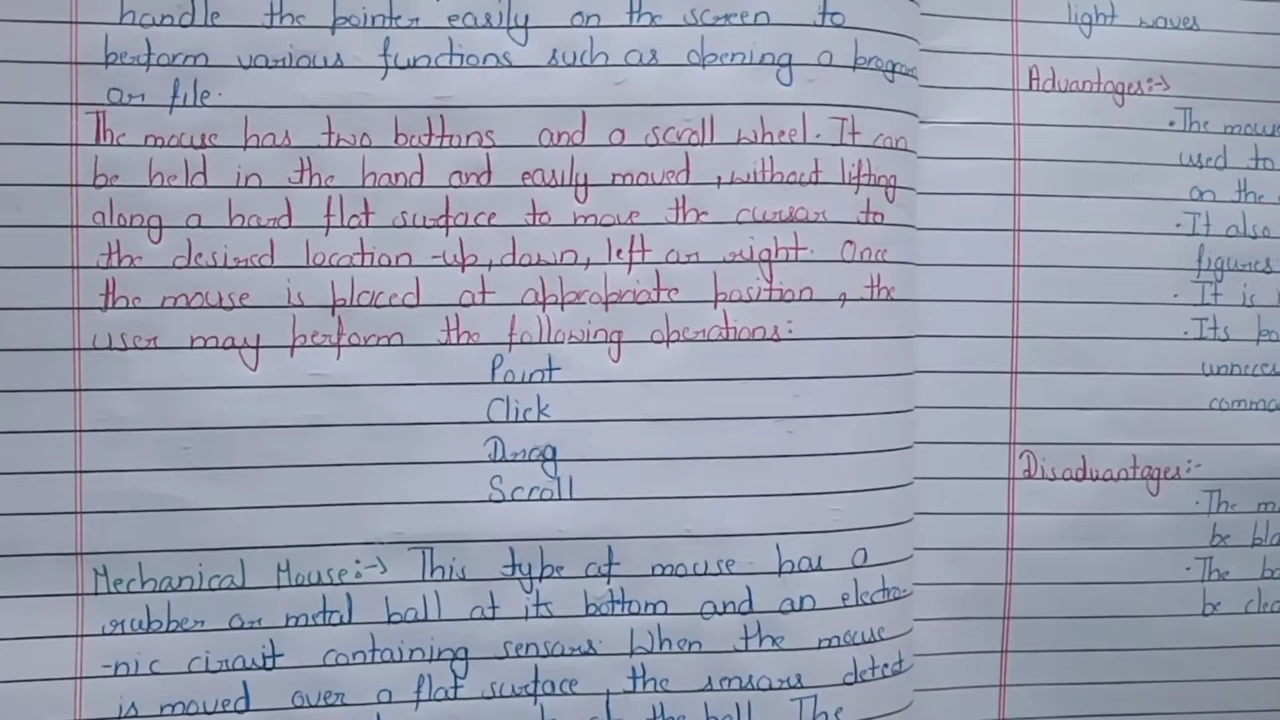 handle the pointer easily on the screen to
perform various functions such as opening a program
or file.
The mouse has two buttons and a scroll wheel. It can
be held in the hand and easily moved, without lifting
along a hard flat surface to move the cursor to
the desired location - up, down, left or right. Once
the mouse is placed at appropriate position, the
user may perform the following operations:
Point
Click
Drag
Scroll
Mechanical Mouse:→ This type of mouse has a
rubber or metal ball at its bottom and an electro-
-nic circuit containing sensors. When the mouse
is moved over a flat surface, the sensors detect
the ball. The
light waves
Advantages:→
• The mous
used to
on the
• It also
figures
• It is
• Its
unneces
comma
Disadvantages:-
• The m
be
• The
be